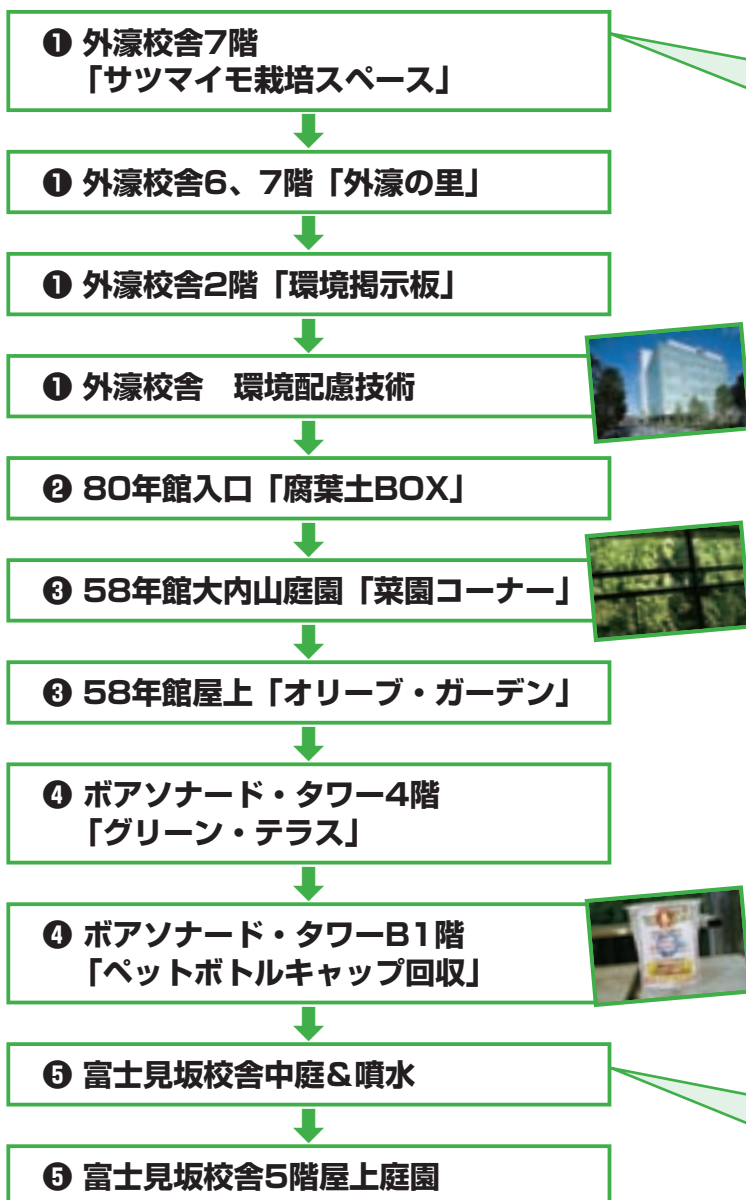 ❶ 外濠校舎7階
「サツマイモ栽培スペース」
❶ 外濠校舎6、7階「外濠の里」
❶ 外濠校舎2階「環境掲示板」
❶ 外濠校舎　環境配慮技術
❷ 80年館入口「腐葉土BOX」
❸ 58年館大内山庭園「菜園コーナー」
❸ 58年館屋上「オリーブ・ガーデン」
❹ ボアソナード・タワー4階
「グリーン・テラス」
❹ ボアソナード・タワーB1階
「ペットボトルキャップ回収」
❺ 富士見坂校舎中庭&噴水
❺ 富士見坂校舎5階屋上庭園